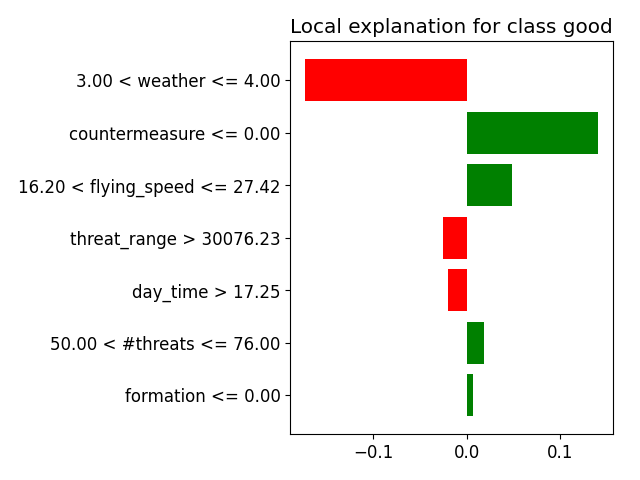 Local explanation for class good
3.00 < weather <= 4.00
countermeasure <= 0.00
16.20 < flying_speed <= 27.42
threat_range > 30076.23
day_time > 17.25
50.00 < #threats <= 76.00
formation <= 0.00
−0.1 0.0 0.1